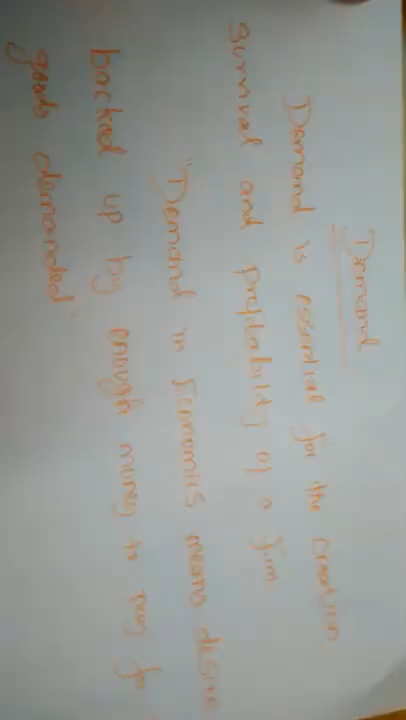 Demand
Demand is essential for the creation
Survival and profitability of a firm
"Demand in Economics means desire
backed up by enough money to pay for
goods demanded